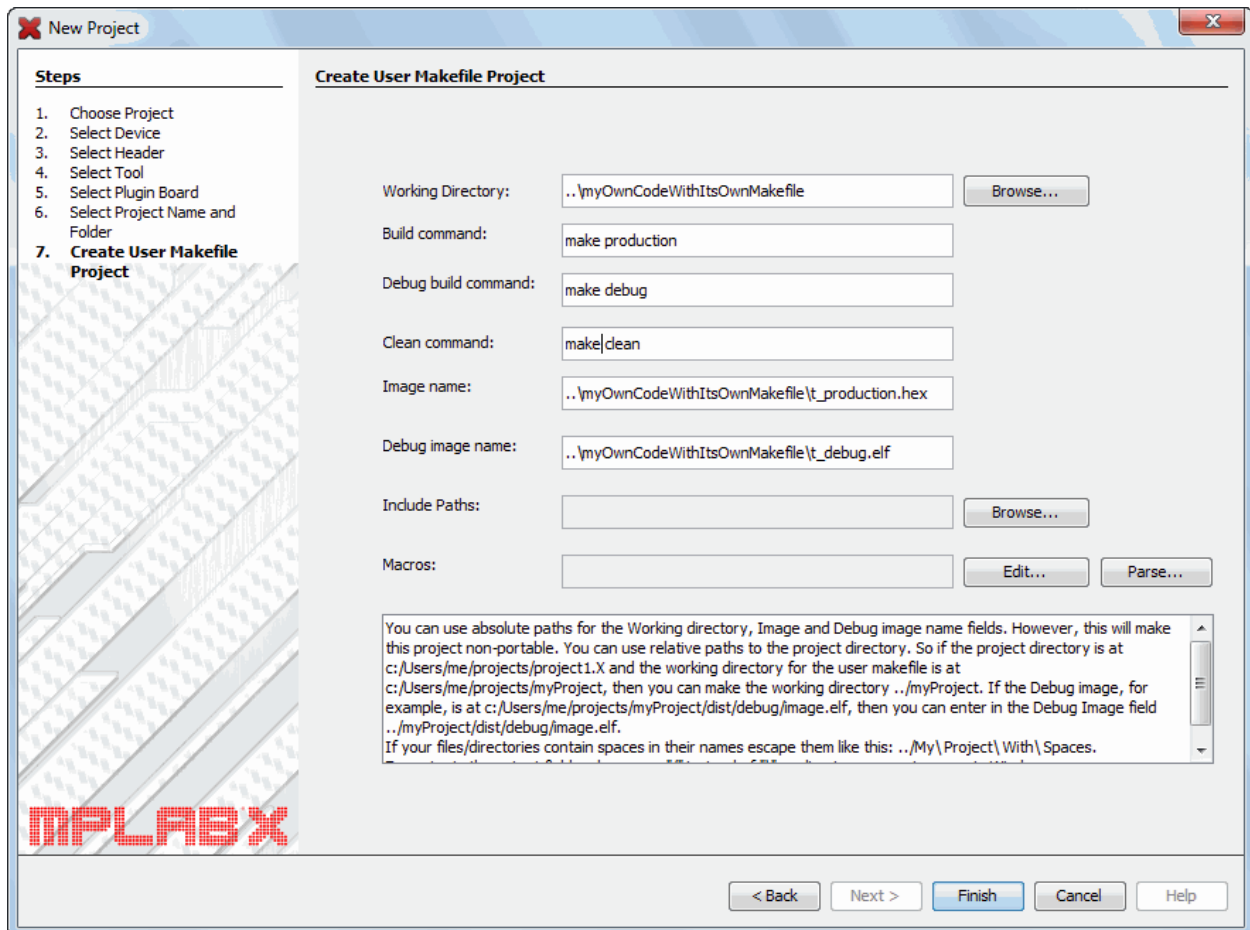 New Project
Steps
1. Choose Project
2. Select Device
3. Select Header
4. Select Tool
5. Select Plugin Board
6. Select Project Name and
Folder
7. Create User Makefile
Project
Create User Makefile Project
Working Directory: ..\myOwnCodeWithItsOwnMakefile Browse...
Build command: make production
Debug build command: make debug
Clean command: make clean
Image name: ..\myOwnCodeWithItsOwnMakefile\t_production.hex
Debug image name: ..\myOwnCodeWithItsOwnMakefile\t_debug.elf
Include Paths: Browse...
Macros: Edit... Parse...
You can use absolute paths for the Working directory, Image and Debug image name fields. However, this will make
this project non-portable. You can use relative paths to the project directory. So if the project directory is at
c:/Users/me/projects/project1.X and the working directory for the user makefile is at
c:/Users/me/projects/myProject, then you can make the working directory ../myProject. If the Debug image, for
example, is at c:/Users/me/projects/myProject/dist/debug/image.elf, then you can enter in the Debug Image field
../myProject/dist/debug/image.elf.
If your files/directories contain spaces in their names escape them like this: ../My\ Project\ With\ Spaces.
MPLAB X
< Back Next > Finish Cancel Help